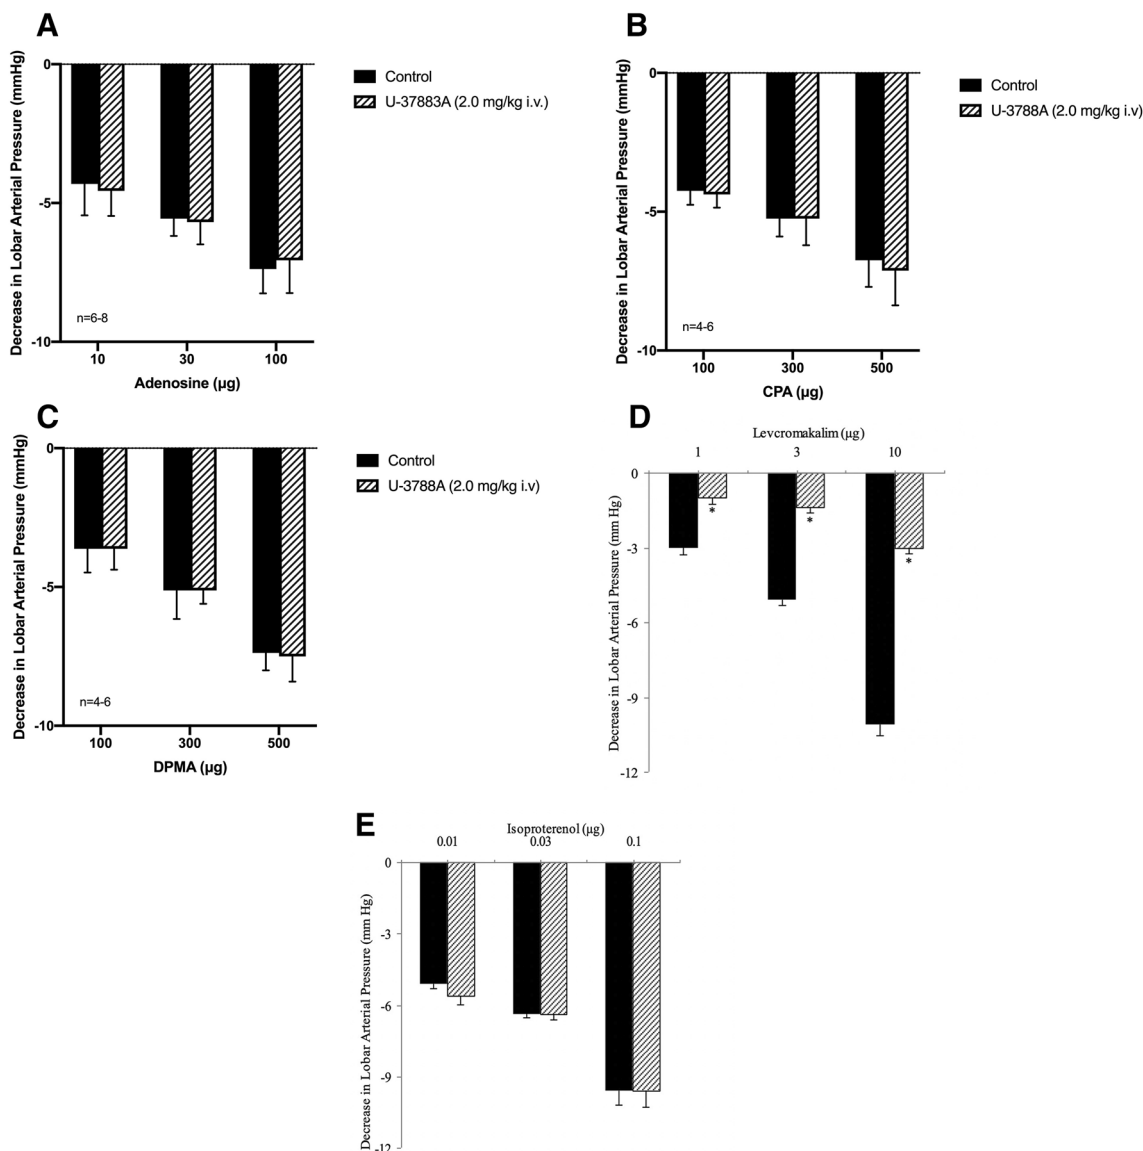 A
Decrease in Lobar Arterial Pressure (mmHg)
0
-5
-10
n=6-8
10 30 100
Adenosine (µg)
Control
U-37883A (2.0 mg/kg i.v.)
B
Decrease in Lobar Arterial Pressure (mmHg)
0
-5
-10
n=4-6
100 300 500
CPA (µg)
Control
U-3788A (2.0 mg/kg i.v)
C
Decrease in Lobar Arterial Pressure (mmHg)
0
-5
-10
n=4-6
100 300 500
DPMA (µg)
Control
U-3788A (2.0 mg/kg i.v)
D
Levcromakalim (µg)
1 3 10
Decrease in Lobar Arterial Pressure (mm Hg)
0
-3
-6
-9
-12
*
*
*
E
Isoproterenol (µg)
0.01 0.03 0.1
Decrease in Lobar Arterial Pressure (mm Hg)
0
-3
-6
-9
-12